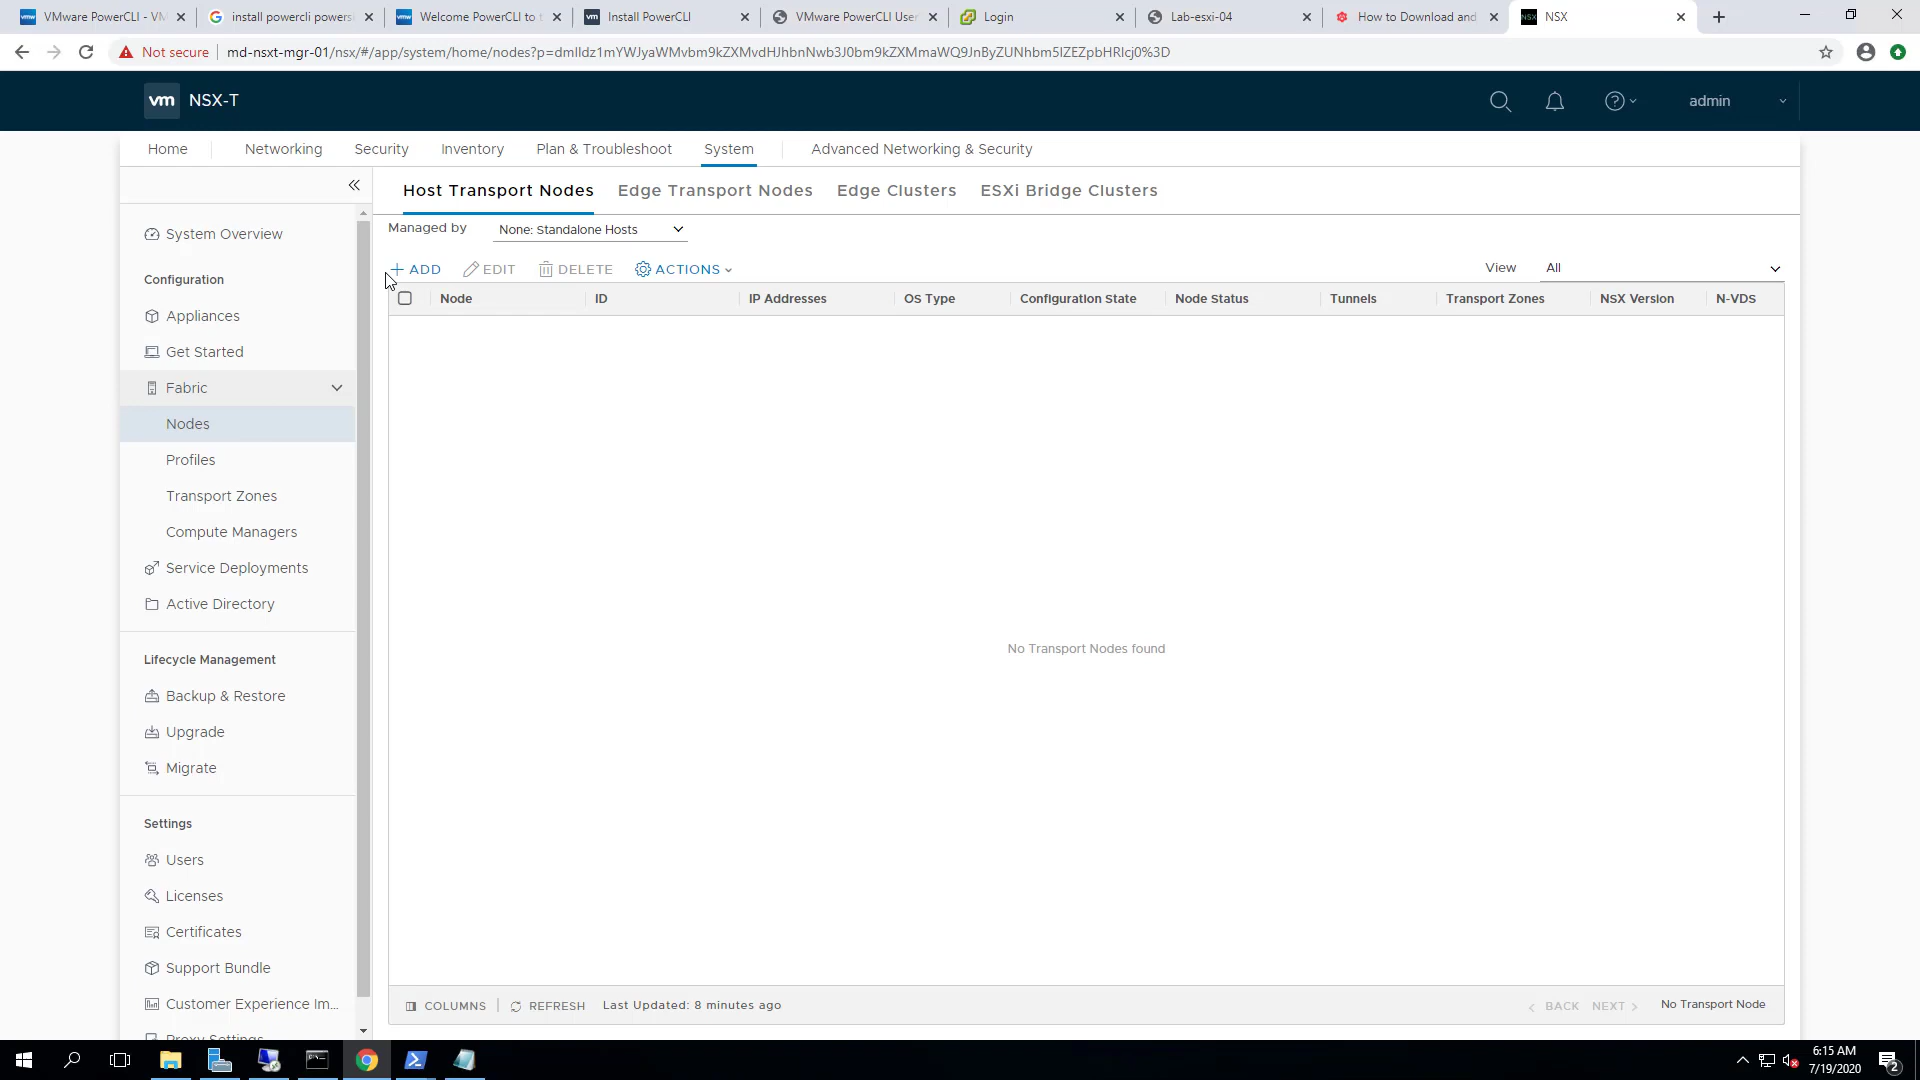 VMware PowerCLI - VM
install powercli powers
Welcome PowerCLI to t
Install PowerCLI
VMware PowerCLI User
Login
Lab-esxi-04
How to Download and
NSX
Not secure
md-nsxt-mgr-01/nsx/#/app/system/home/nodes?p=dmlldz1mYWJyaWMvbm9kZXMvdHJhbnNwb3J0bm9kZXMmaWQ9JnByZUNhbm5lZEZpbHRlcj0%3D
vm NSX-T
admin
Home
Networking
Security
Inventory
Plan & Troubleshoot
System
Advanced Networking & Security
Host Transport Nodes
Edge Transport Nodes
Edge Clusters
ESXi Bridge Clusters
Managed by
None: Standalone Hosts
ADD
EDIT
DELETE
ACTIONS
View
All
Node
ID
IP Addresses
OS Type
Configuration State
Node Status
Tunnels
Transport Zones
NSX Version
N-VDS
System Overview
Configuration
Appliances
Get Started
Fabric
Nodes
Profiles
Transport Zones
Compute Managers
Service Deployments
Active Directory
Lifecycle Management
Backup & Restore
Upgrade
Migrate
Settings
Users
Licenses
Certificates
Support Bundle
Customer Experience Im...
Proxy Settings
No Transport Nodes found
COLUMNS
REFRESH
Last Updated: 8 minutes ago
BACK
NEXT
No Transport Node
6:15 AM
7/19/2020
2